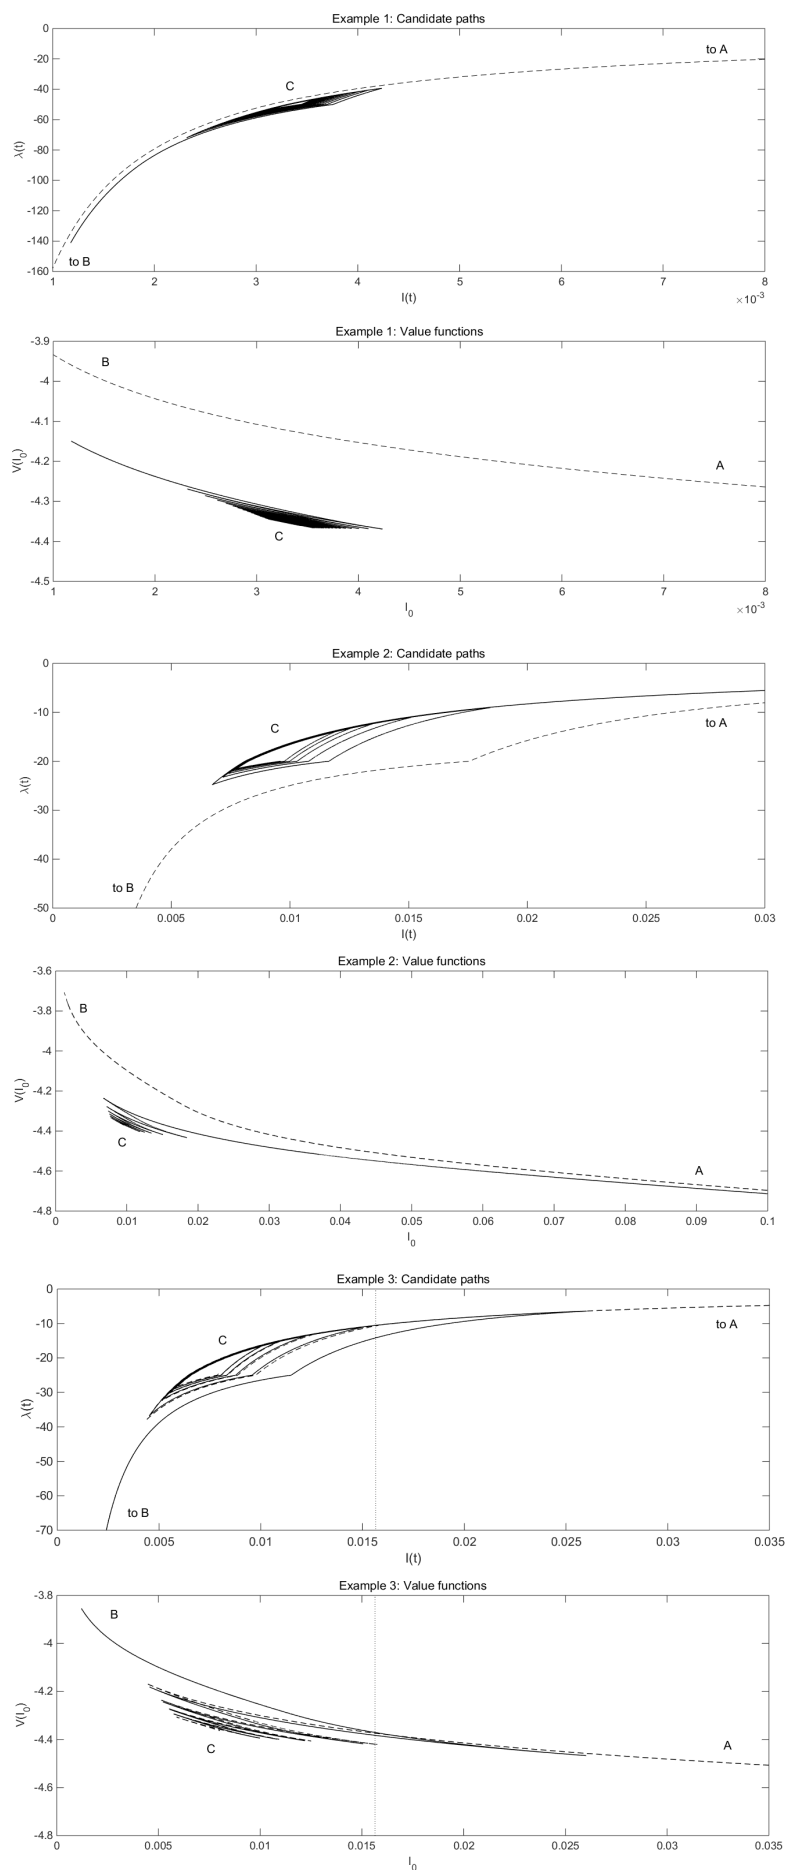 Example 1: Candidate paths
0
-20
-40
-60
-80
-100
-120
-140
-160
λ(t)
to A
C
to B
1
2
3
4
5
6
7
8
I(t)
×10⁻³
Example 1: Value functions
-3.9
-4
-4.1
-4.2
-4.3
-4.4
-4.5
V(I₀)
B
A
C
1
2
3
4
5
6
7
8
I₀
×10⁻³
Example 2: Candidate paths
0
-10
-20
-30
-40
-50
λ(t)
C
to A
to B
0
0.005
0.01
0.015
0.02
0.025
0.03
I(t)
Example 2: Value functions
-3.6
-3.8
-4
-4.2
-4.4
-4.6
-4.8
V(I₀)
B
C
A
0
0.01
0.02
0.03
0.04
0.05
0.06
0.07
0.08
0.09
0.1
I₀
Example 3: Candidate paths
0
-10
-20
-30
-40
-50
-60
-70
λ(t)
C
to A
to B
0
0.005
0.01
0.015
0.02
0.025
0.03
0.035
I(t)
Example 3: Value functions
-3.8
-4
-4.2
-4.4
-4.6
-4.8
V(I₀)
B
A
C
0
0.005
0.01
0.015
0.02
0.025
0.03
0.035
I₀